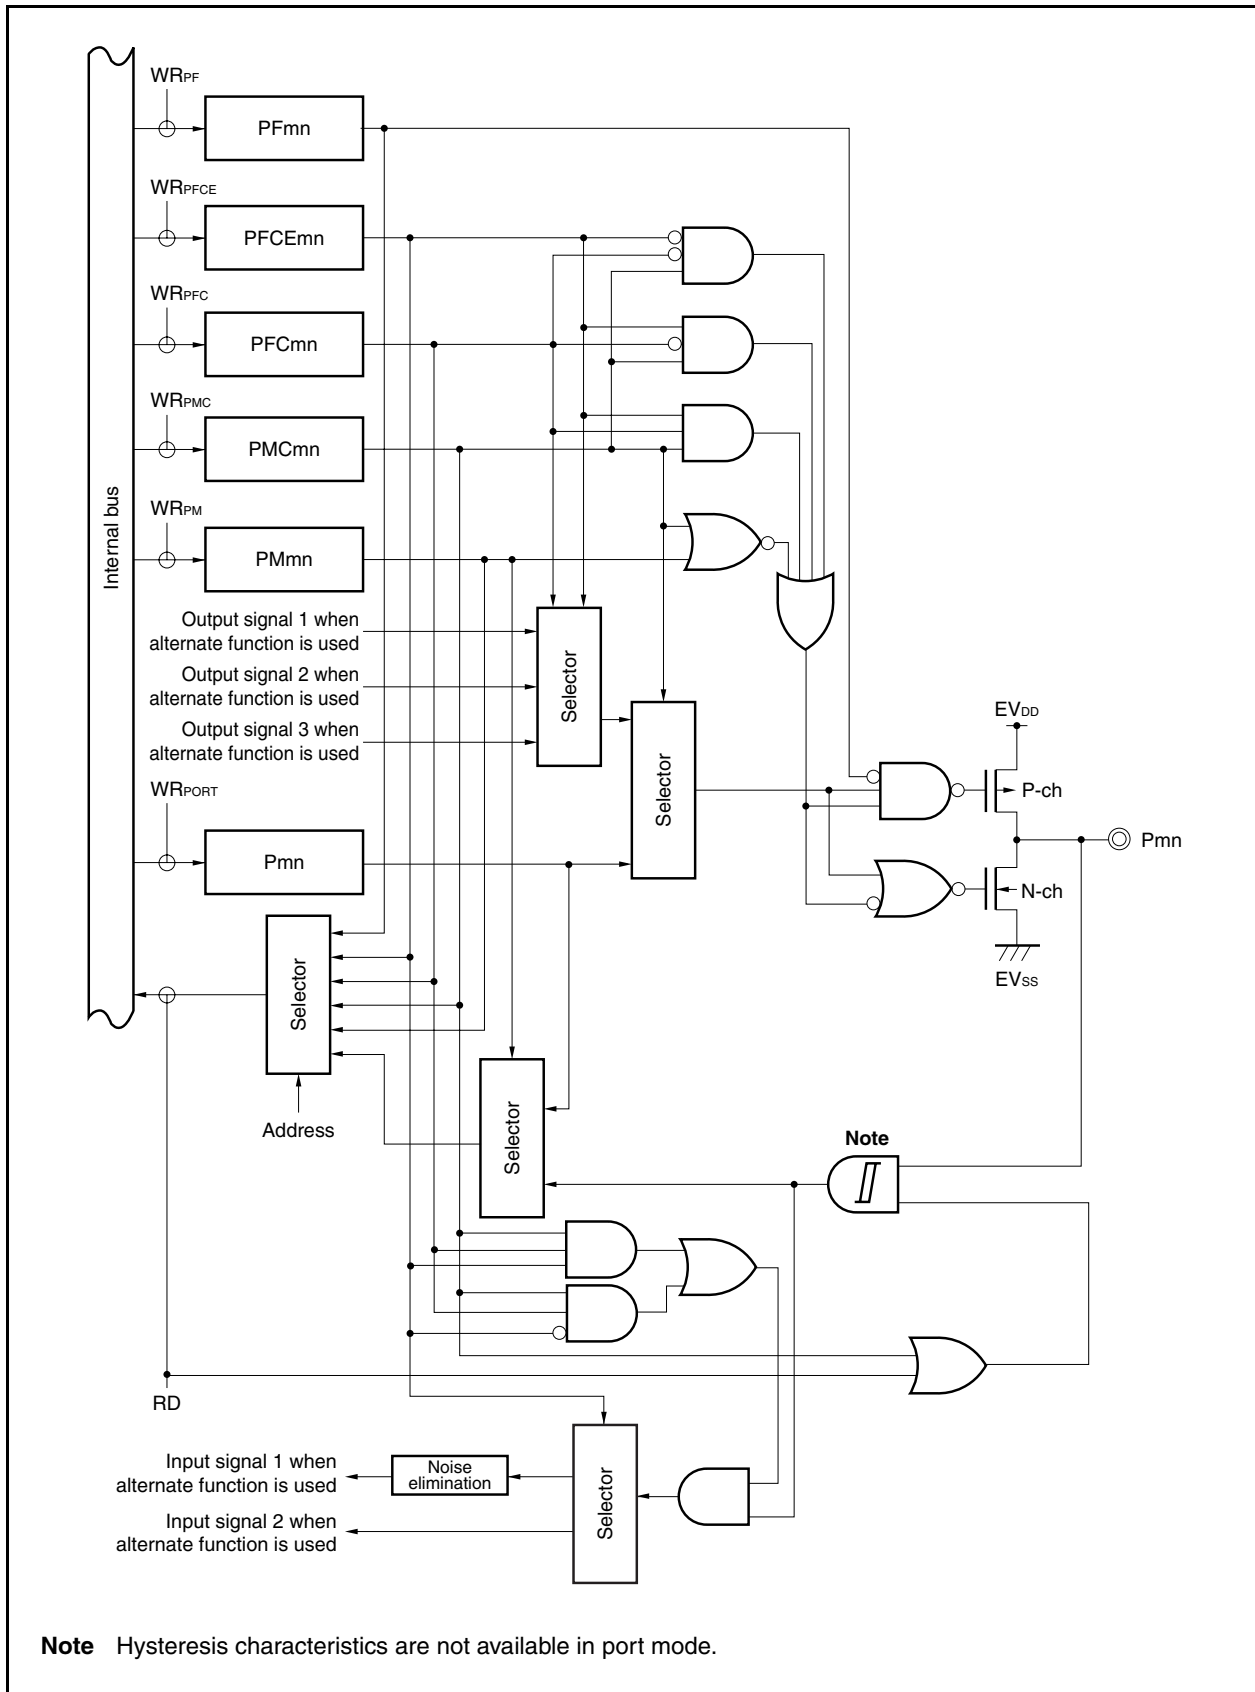 WRPF
PFmn
WRPFCE
PFCEmn
WRPFC
PFCmn
WRPMC
PMCmn
Internal bus
WRPM
PMmn
Output signal 1 when
alternate function is used
Output signal 2 when
alternate function is used
Output signal 3 when
alternate function is used
Selector
Selector
EVDD
P-ch
WRPORT
Pmn
Pmn
N-ch
EVSS
Selector
Address
Selector
Note
RD
Input signal 1 when
alternate function is used
Noise
elimination
Selector
Input signal 2 when
alternate function is used
Note Hysteresis characteristics are not available in port mode.